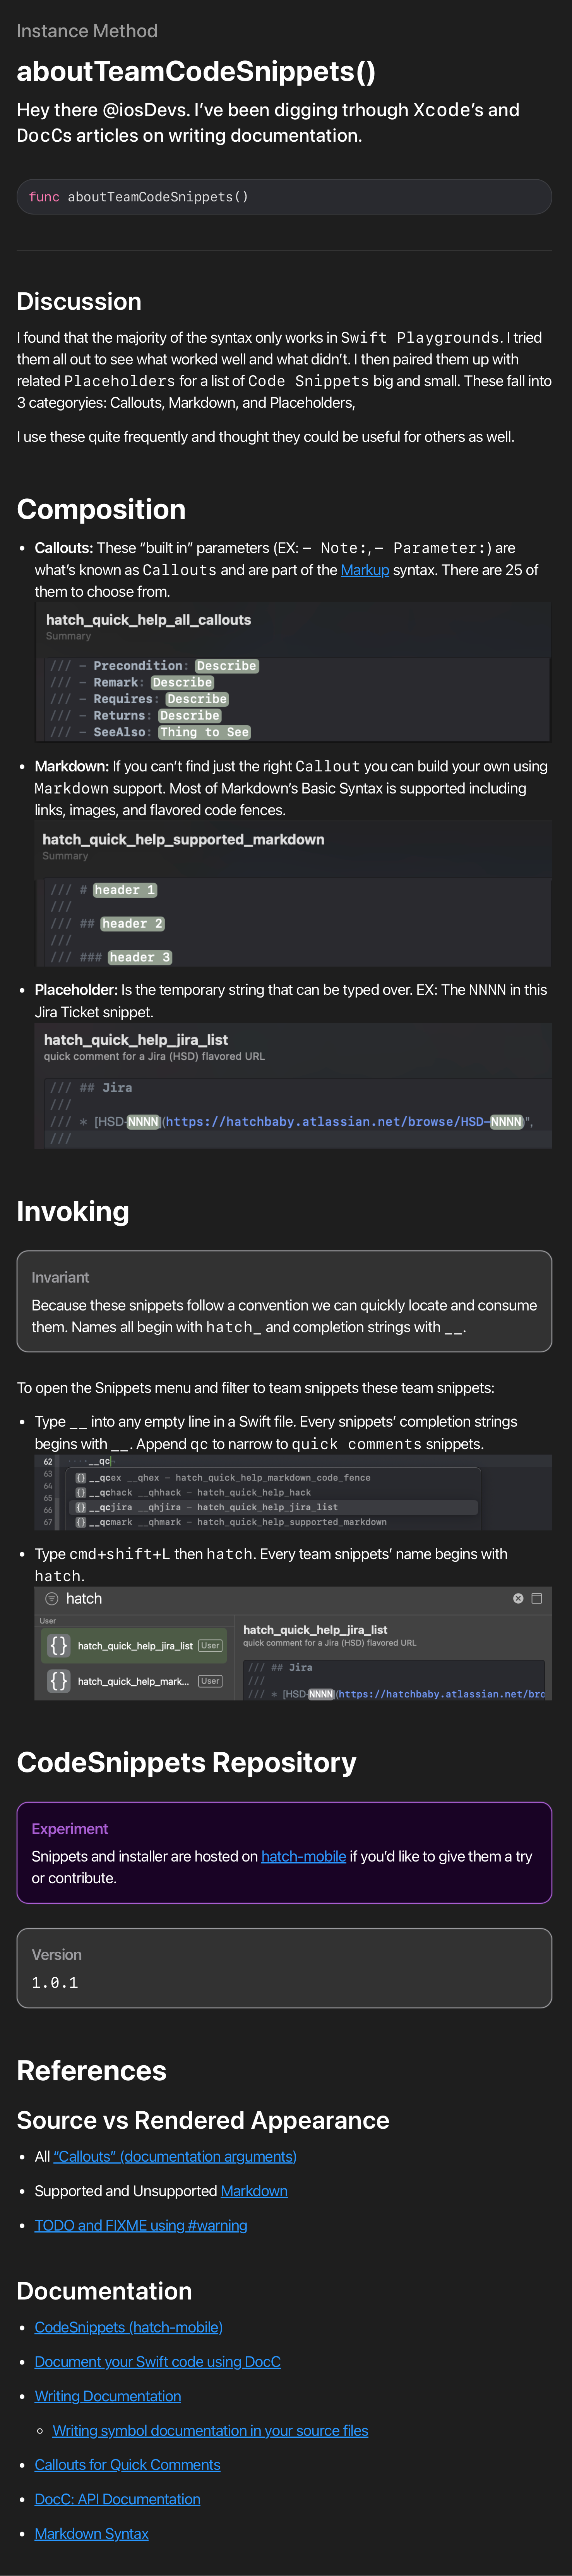 Instance Method
aboutTeamCodeSnippets()
Hey there @iosDevs. I’ve been digging trhough Xcode’s and
DocCs articles on writing documentation.
func aboutTeamCodeSnippets()
Discussion
I found that the majority of the syntax only works in Swift Playgrounds. I tried
them all out to see what worked well and what didn’t. I then paired them up with
related Placeholders for a list of Code Snippets big and small. These fall into
3 categoryies: Callouts, Markdown, and Placeholders,
I use these quite frequently and thought they could be useful for others as well.
Composition
• Callouts: These “built in” parameters (EX: – Note:, – Parameter:) are
what’s known as Callouts and are part of the Markup syntax. There are 25 of
them to choose from.
hatch_quick_help_all_callouts
Summary
/// – Precondition: Describe
/// – Remark: Describe
/// – Requires: Describe
/// – Returns: Describe
/// – SeeAlso: Thing to See
• Markdown: If you can’t find just the right Callout you can build your own using
Markdown support. Most of Markdown’s Basic Syntax is supported including
links, images, and flavored code fences.
hatch_quick_help_supported_markdown
Summary
/// # header 1
///
/// ## header 2
///
/// ### header 3
• Placeholder: Is the temporary string that can be typed over. EX: The NNNN in this
Jira Ticket snippet.
hatch_quick_help_jira_list
quick comment for a Jira (HSD) flavored URL
/// ## Jira
///
/// * [HSD-NNNN](https://hatchbaby.atlassian.net/browse/HSD-NNNN)",
///
Invoking
Invariant
Because these snippets follow a convention we can quickly locate and consume
them. Names all begin with hatch_ and completion strings with __.
To open the Snippets menu and filter to team snippets these team snippets:
• Type __ into any empty line in a Swift file. Every snippets’ completion strings
begins with __. Append qc to narrow to quick comments snippets.
62 ····__qc
63 {} __qcex __qhex – hatch_quick_help_markdown_code_fence
64 {} __qchack __qhhack – hatch_quick_help_hack
65
66 {} __qcjira __qhjira – hatch_quick_help_jira_list
67 {} __qcmark __qhmark – hatch_quick_help_supported_markdown
• Type cmd+shift+L then hatch. Every team snippets’ name begins with
hatch.
hatch
User
{} hatch_quick_help_jira_list User
{} hatch_quick_help_mark... User
hatch_quick_help_jira_list
quick comment for a Jira (HSD) flavored URL
/// ## Jira
///
/// * [HSD-NNNN](https://hatchbaby.atlassian.net/bro
CodeSnippets Repository
Experiment
Snippets and installer are hosted on hatch-mobile if you’d like to give them a try
or contribute.
Version
1.0.1
References
Source vs Rendered Appearance
• All “Callouts” (documentation arguments)
• Supported and Unsupported Markdown
• TODO and FIXME using #warning
Documentation
• CodeSnippets (hatch-mobile)
• Document your Swift code using DocC
• Writing Documentation
◦ Writing symbol documentation in your source files
• Callouts for Quick Comments
• DocC: API Documentation
• Markdown Syntax